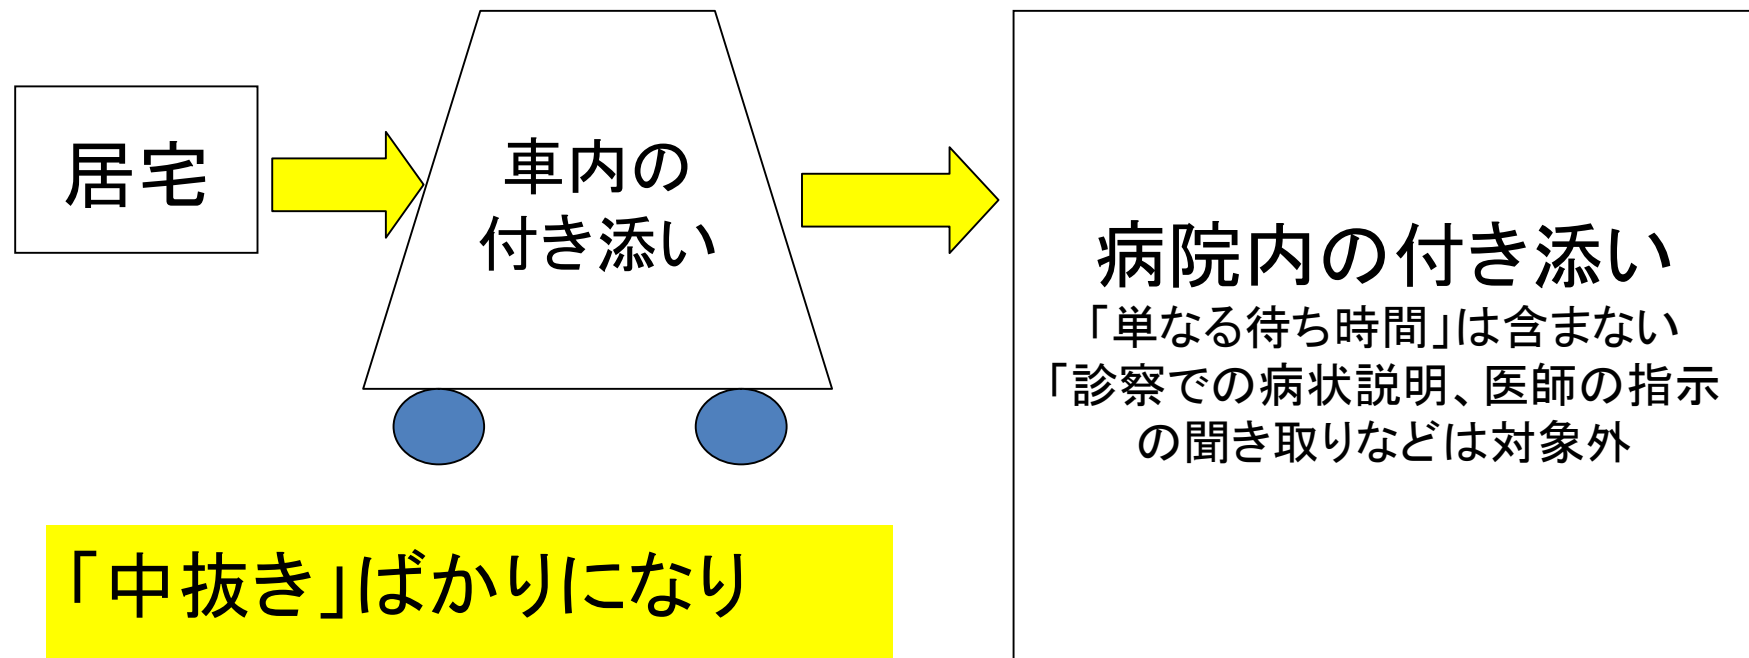 居宅
車内の
付き添い
病院内の付き添い
「単なる待ち時間」は含まない
「診察での病状説明、医師の指示
の聞き取りなどは対象外
「中抜き」ばかりになり